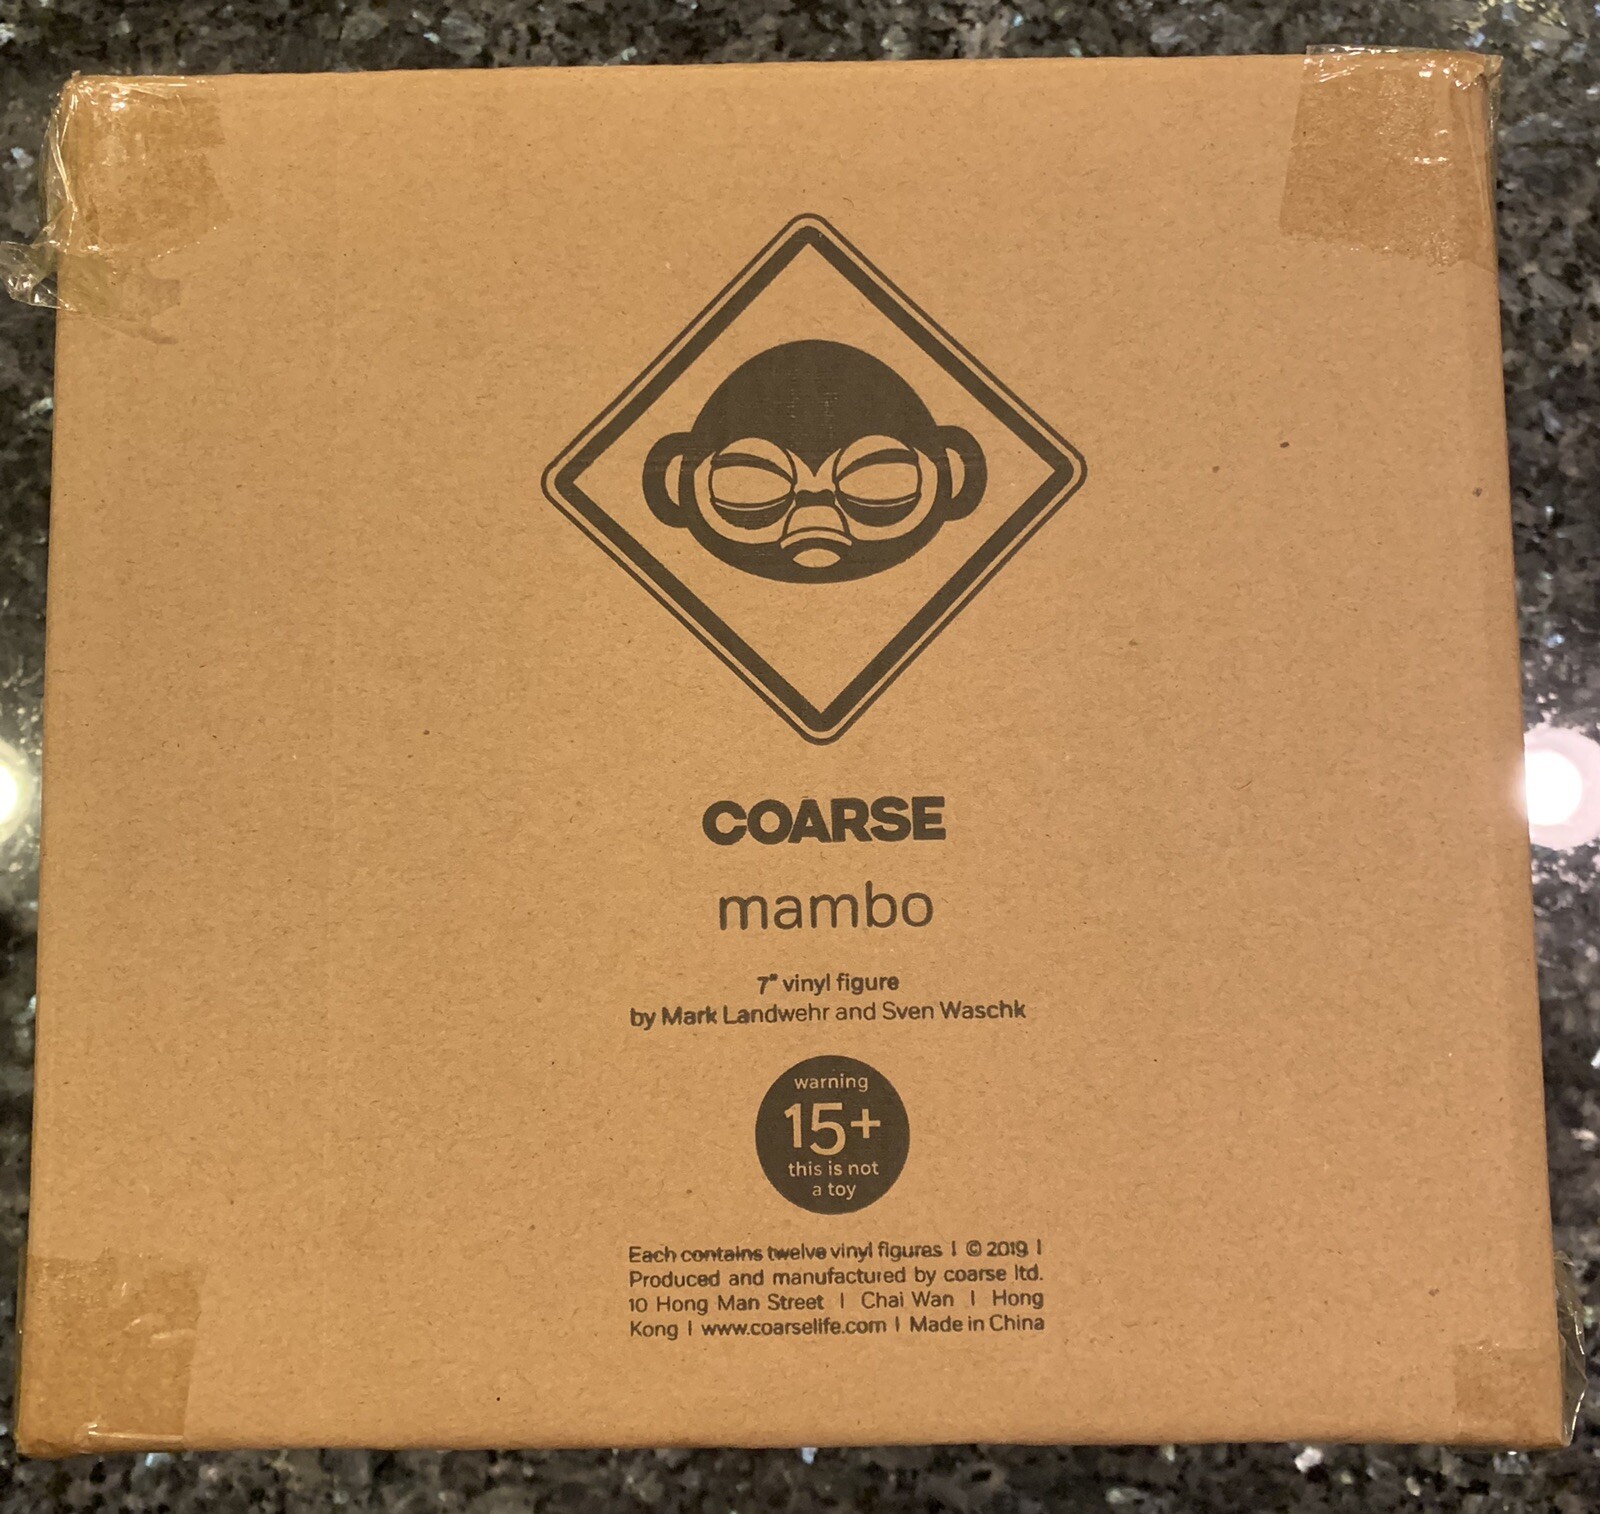 COARSE
mambo
7" vinyl figure
by Mark Landwehr and Sven Waschk
warning
15+
this is not
a toy
Each contains twelve vinyl figures | © 2019 |
Produced and manufactured by coarse ltd.
10 Hong Man Street | Chai Wan | Hong
Kong | www.coarselife.com | Made in China